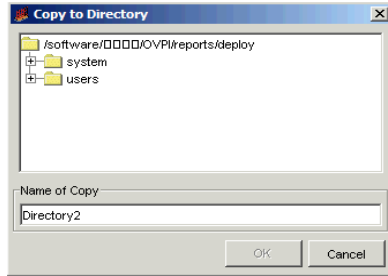 Copy to Directory
/software/□□□□/OVPI/reports/deploy
system
users
Name of Copy
Directory2
OK
Cancel